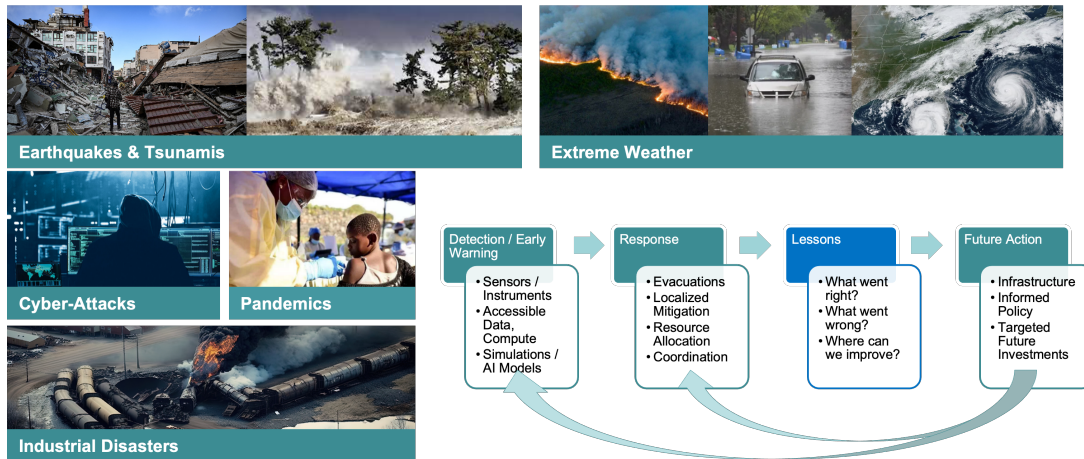 Earthquakes & Tsunamis
Extreme Weather
Cyber-Attacks
Pandemics
Industrial Disasters
Detection / Early
Warning
• Sensors /
Instruments
• Accessible
Data,
Compute
• Simulations /
AI Models
Response
• Evacuations
• Localized
Mitigation
• Resource
Allocation
• Coordination
Lessons
• What went
right?
• What went
wrong?
• Where can
we improve?
Future Action
• Infrastructure
• Informed
Policy
• Targeted
Future
Investments